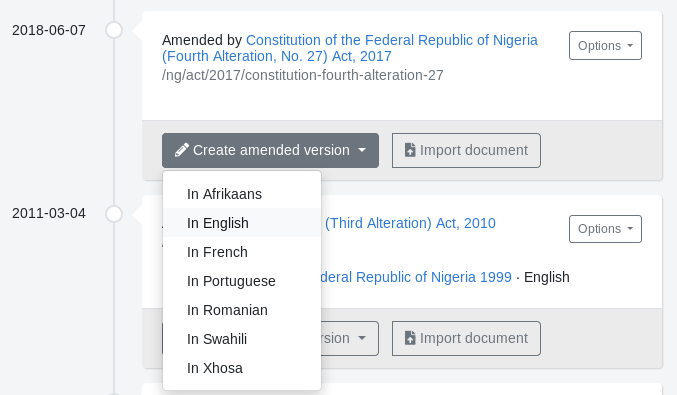 2018-06-07
Amended by Constitution of the Federal Republic of Nigeria
(Fourth Alteration, No. 27) Act, 2017
/ng/act/2017/constitution-fourth-alteration-27
Options
Create amended version
Import document
In Afrikaans
In English
In French
In Portuguese
In Romanian
In Swahili
In Xhosa
2011-03-04
(Third Alteration) Act, 2010
Options
deral Republic of Nigeria 1999 · English
rsion
Import document